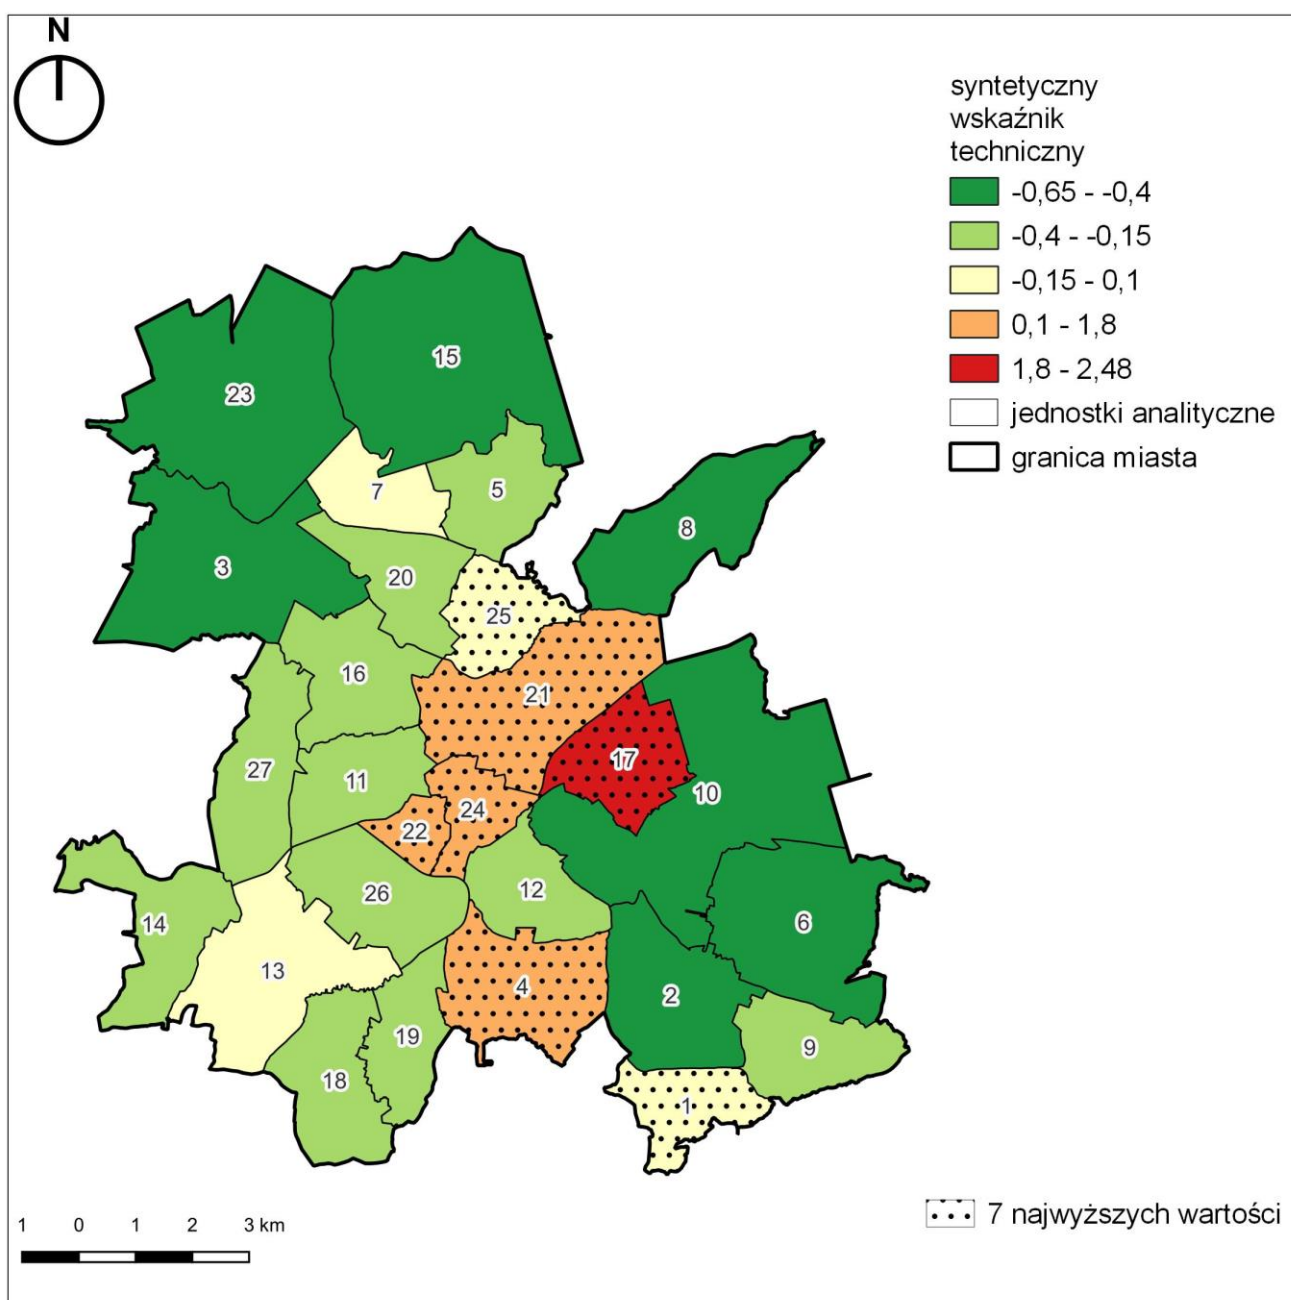 N
syntetyczny
wskaźnik
techniczny
-0,65 - -0,4
-0,4 - -0,15
-0,15 - 0,1
0,1 - 1,8
1,8 - 2,48
jednostki analityczne
granica miasta
15
23
7
5
8
3
20
25
16
21
27
11
17
10
24
22
26
12
14
6
13
4
2
19
9
18
1
1 0 1 2 3 km
7 najwyższych wartości